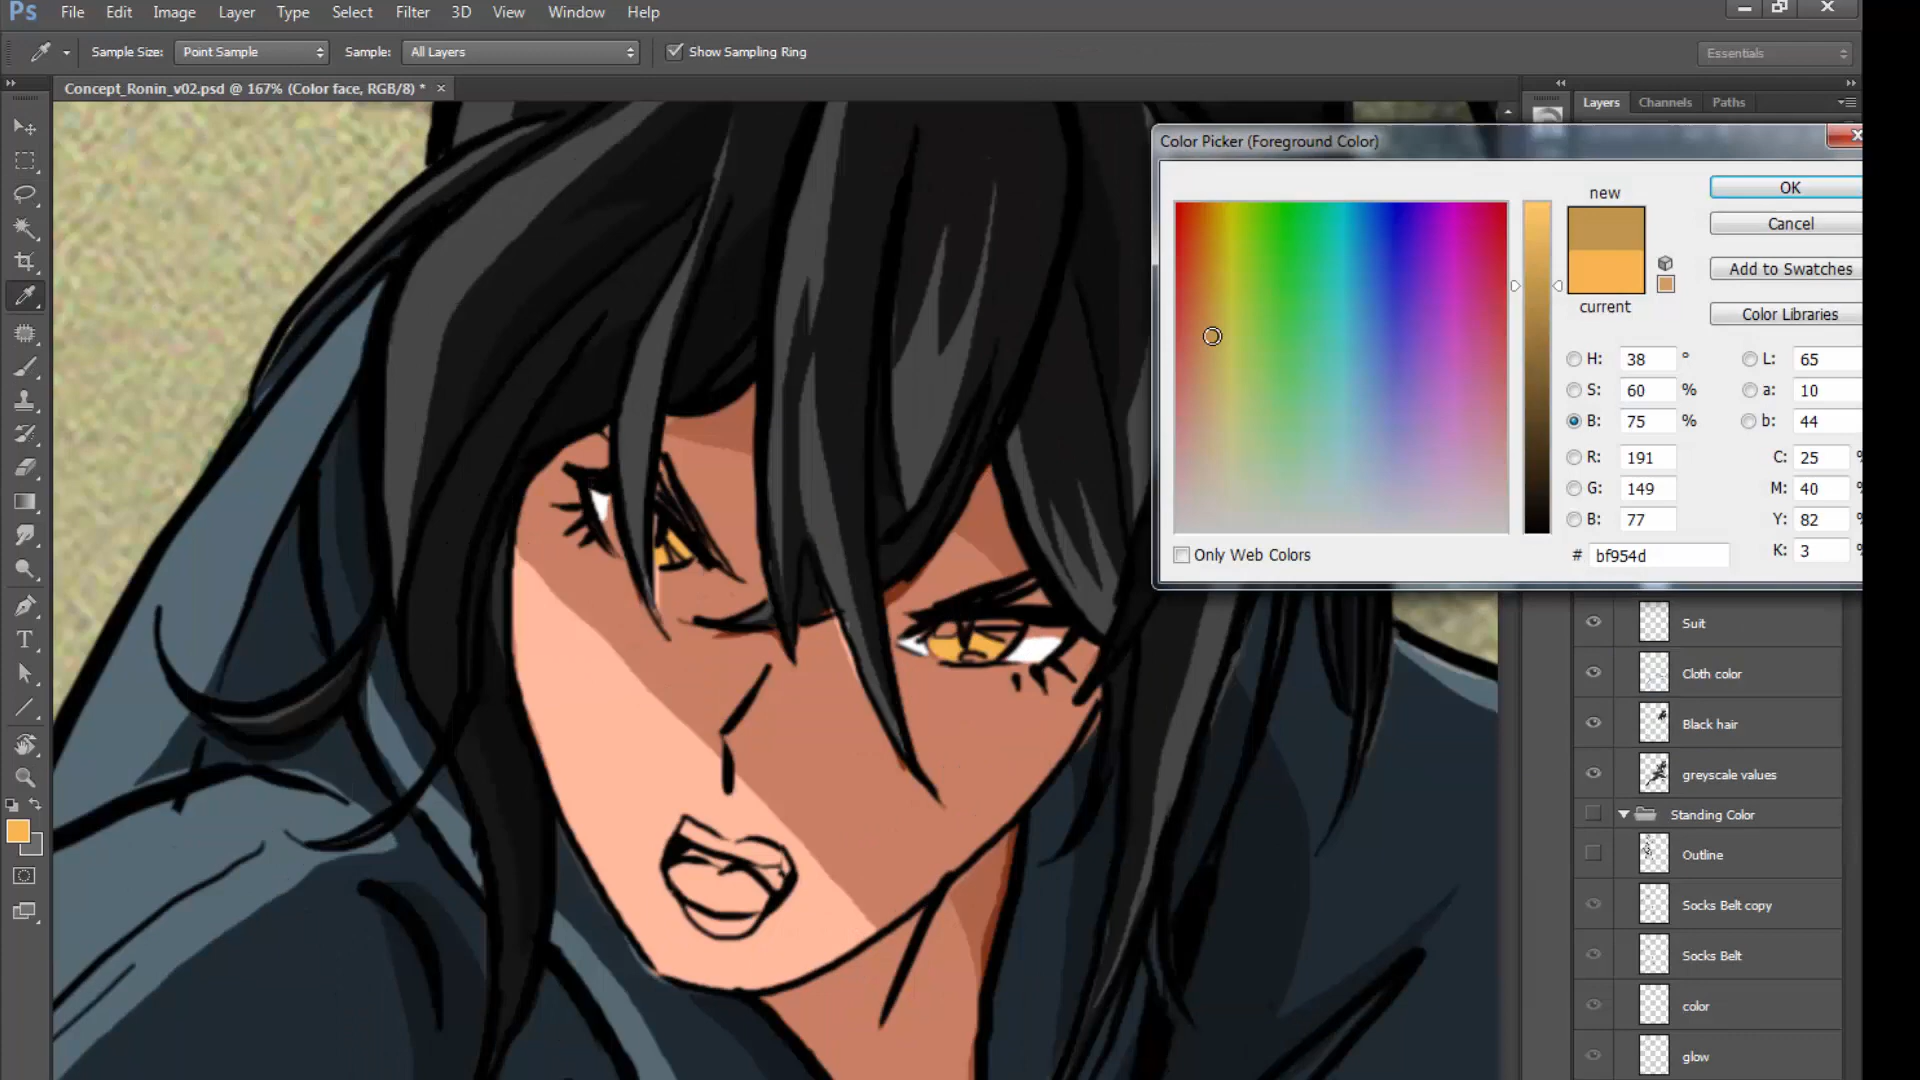 Ps File Edit Image Layer Type Select Filter 3D View Window Help
Sample Size: Point Sample Sample: All Layers Show Sampling Ring Essentials
Concept_Ronin_v02.psd @ 167% (Color face, RGB/8) *
Layers Channels Paths
Color Picker (Foreground Color)
new
current
OK
Cancel
Add to Swatches
Color Libraries
H: 38 ° L: 65
S: 60 % a: 10
B: 75 % b: 44
R: 191 C: 25 %
G: 149 M: 40 %
B: 77 Y: 82 %
# bf954d K: 3 %
Only Web Colors
Suit
Cloth color
Black hair
greyscale values
Standing Color
Outline
Socks Belt copy
Socks Belt
color
glow
T